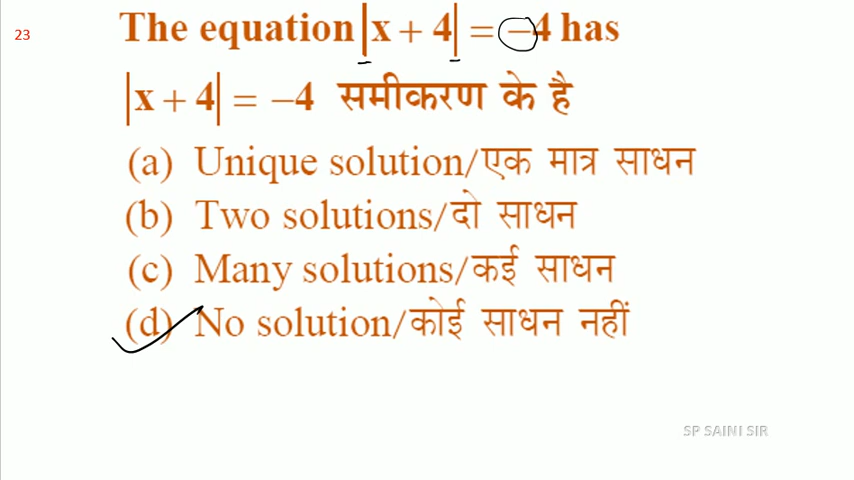 23
The equation |x + 4| = −4 has
|x + 4| = −4 समीकरण के है
(a) Unique solution/एक मात्र साधन
(b) Two solutions/दो साधन
(c) Many solutions/कई साधन
(d) No solution/कोई साधन नहीं
SP SAINI SIR